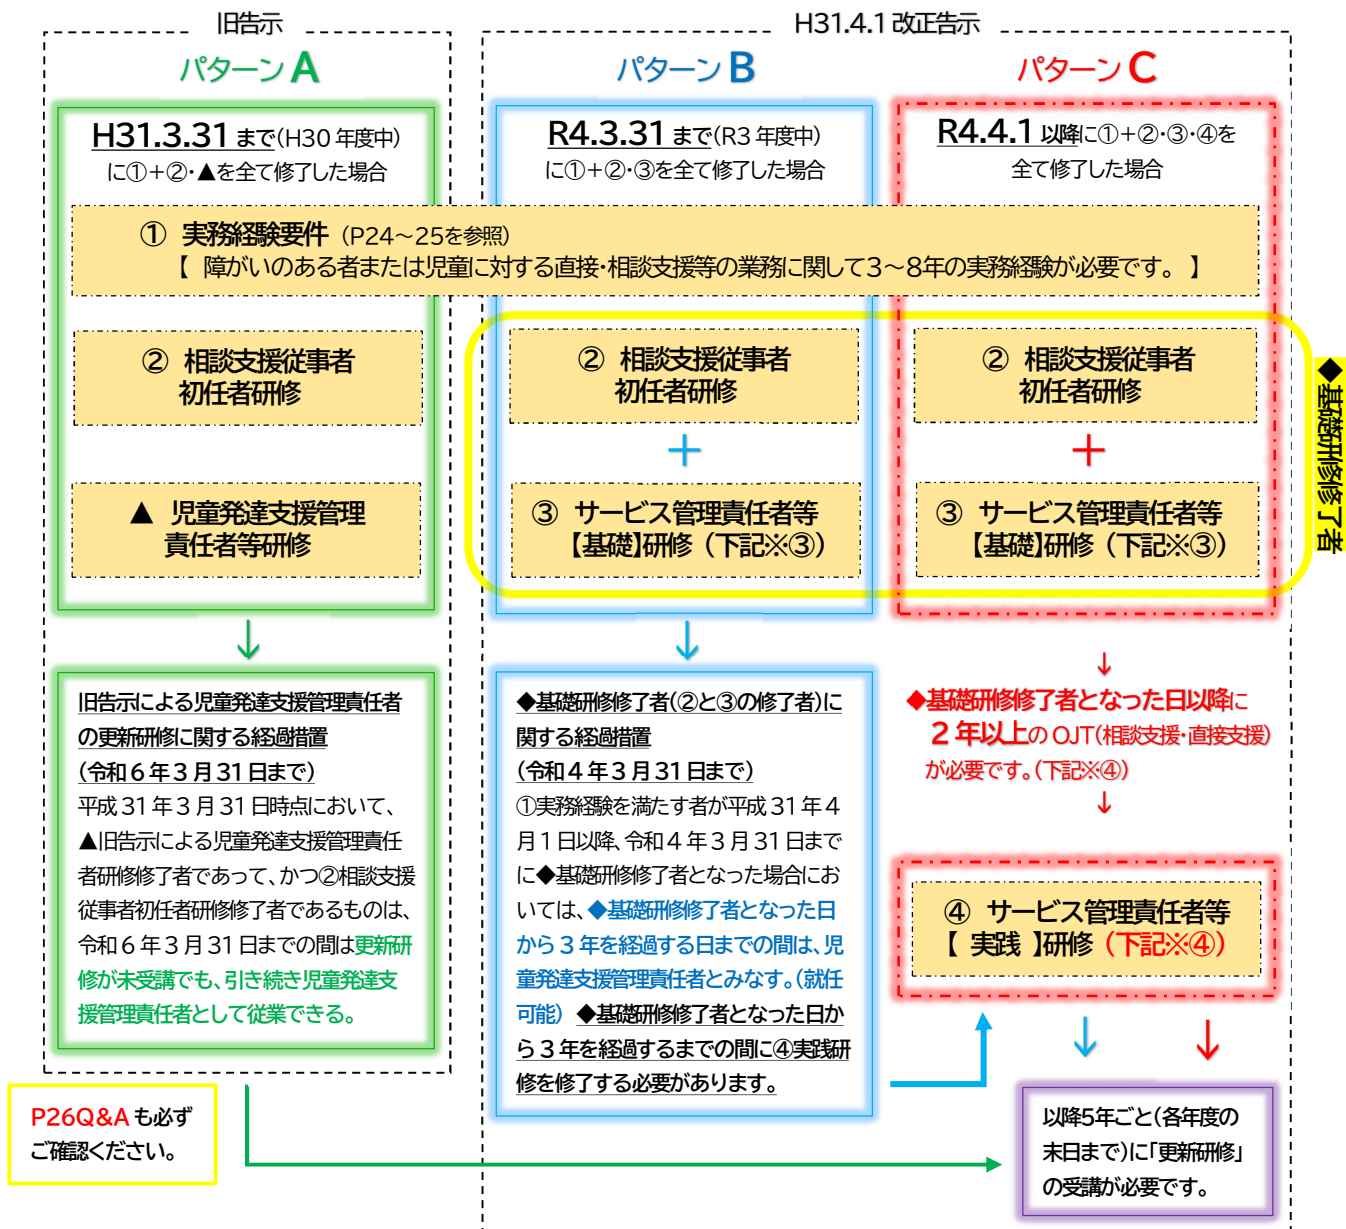 旧告示
H31.4.1 改正告示
パターン A
パターン B
パターン C
H31.3.31 まで(H30 年度中)
に①＋②・▲を全て修了した場合
R4.3.31 まで(R3 年度中)
に①＋②・③を全て修了した場合
R4.4.1 以降に①＋②・③・④を
全て修了した場合
① 実務経験要件 （P24～25を参照）
【 障がいのある者または児童に対する直接・相談支援等の業務に関して3～8年の実務経験が必要です。 】
② 相談支援従事者
初任者研修
② 相談支援従事者
初任者研修
② 相談支援従事者
初任者研修
◆基礎研修修了者
＋
＋
▲ 児童発達支援管理
責任者等研修
③ サービス管理責任者等
【基礎】研修（下記※③）
③ サービス管理責任者等
【基礎】研修（下記※③）
↓
↓
↓
旧告示による児童発達支援管理責任者
の更新研修に関する経過措置
(令和６年３月31日まで)
平成31年３月31日時点において、
▲旧告示による児童発達支援管理責任
者研修修了者であって、かつ②相談支援
従事者初任者研修修了者であるものは、
令和６年３月31日までの間は更新研
修が未受講でも、引き続き児童発達支
援管理責任者として従業できる。
◆基礎研修修了者(②と③の修了者)に
関する経過措置
(令和４年３月31日まで)
①実務経験を満たす者が平成31年４
月１日以降、令和４年３月31日まで
に◆基礎研修修了者となった場合にお
いては、◆基礎研修修了者となった日
から３年を経過する日までの間は、児
童発達支援管理責任者とみなす。(就任
可能) ◆基礎研修修了者となった日か
ら３年を経過するまでの間に④実践研
修を修了する必要があります。
◆基礎研修修了者となった日以降に
２年以上のOJT(相談支援・直接支援)
が必要です。(下記※④)
↓
④ サービス管理責任者等
【 実践 】研修（下記※④）
↓
↓
P26Q&A も必ず
ご確認ください。
以降5年ごと(各年度の
末日まで)に「更新研修」
の受講が必要です。